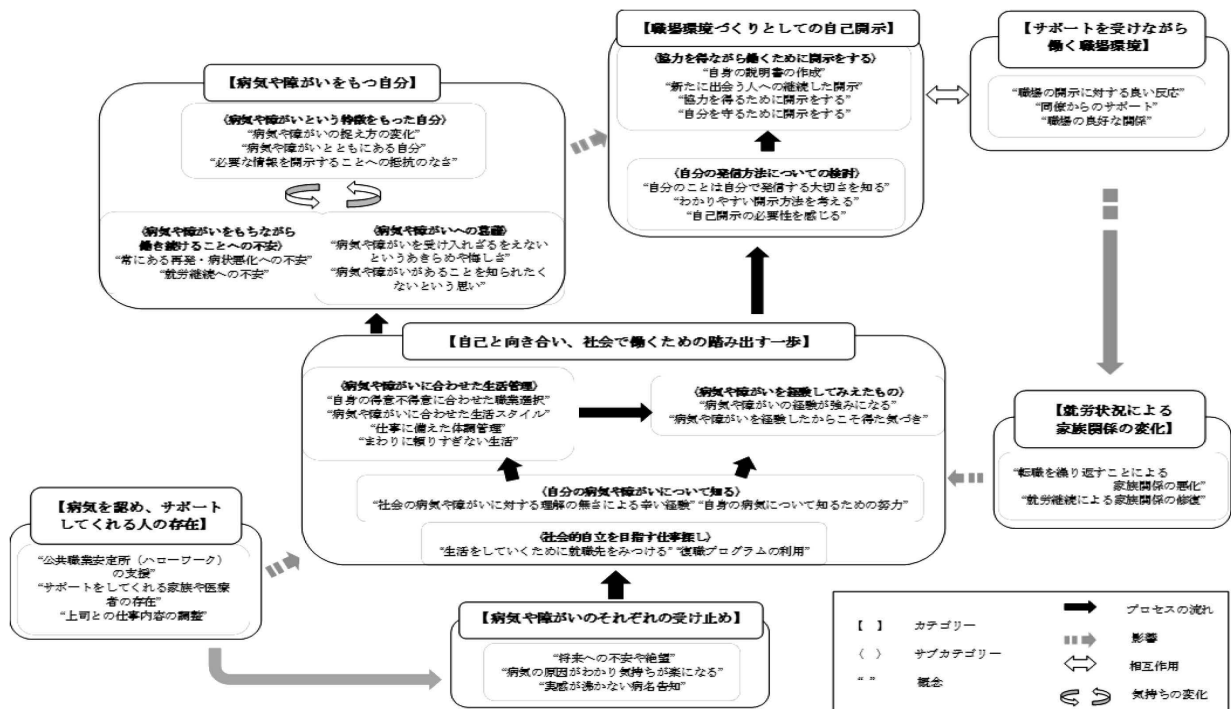 【職場環境づくりとしての自己開示】
〈協力を得ながら働くために開示をする〉
“自身の説明書の作成”
“新たに出会う人への継続した開示”
“協力を得るために開示をする”
“自分を守るために開示をする”
〈自分の発信方法についての検討〉
“自分のことは自分で発信する大切さを知る”
“わかりやすい開示方法を考える”
“自己開示の必要性を感じる”
【サポートを受けながら
働く職場環境】
“職場の開示に対する良い反応”
“同僚からのサポート”
“職場の良好な関係”
【病気や障がいをもつ自分】
〈病気や障がいという特徴をもった自分〉
“病気や障がいの捉え方の変化”
“病気や障がいとともにある自分”
“必要な情報を開示することへの抵抗のなさ”
〈病気や障がいをもちながら
働き続けることへの不安〉
“常にある再発・病状悪化への不安”
“就労継続への不安”
〈病気や障がいへの葛藤〉
“病気や障がいを受け入れざるをえない
というあきらめや悔しさ”
“病気や障がいがあることを知られたく
ないという思い”
【自己と向き合い、社会で働くための踏み出す一歩】
〈病気や障がいに合わせた生活管理〉
“自身の得意不得意に合わせた職業選択”
“病気や障がいに合わせた生活スタイル”
“仕事に備えた体調管理”
“まわりに頼りすぎない生活”
〈病気や障がいを経験してみえたもの〉
“病気や障がいの経験が強みになる”
“病気や障がいを経験したからこそ得た気づき”
〈自分の病気や障がいについて知る〉
“社会の病気や障がいに対する理解の無さによる辛い経験” “自身の病気について知るための努力”
〈社会的自立を目指す仕事探し〉
“生活をしていくために就職先をみつける” “復職プログラムの利用”
【就労状況による
家族関係の変化】
“転職を繰り返すことによる
家族関係の悪化”
“就労継続による家族関係の修復”
【病気を認め、サポート
してくれる人の存在】
“公共職業安定所（ハローワーク）
の支援”
“サポートをしてくれる家族や医療
者の存在”
“上司との仕事内容の調整”
【病気や障がいのそれぞれの受け止め】
“将来への不安や絶望”
“病気の原因がわかり気持ちが楽になる”
“実感が沸かない病名告知”
【 】 カテゴリー
〈 〉 サブカテゴリー
“ ” 概念
プロセスの流れ
影響
相互作用
気持ちの変化